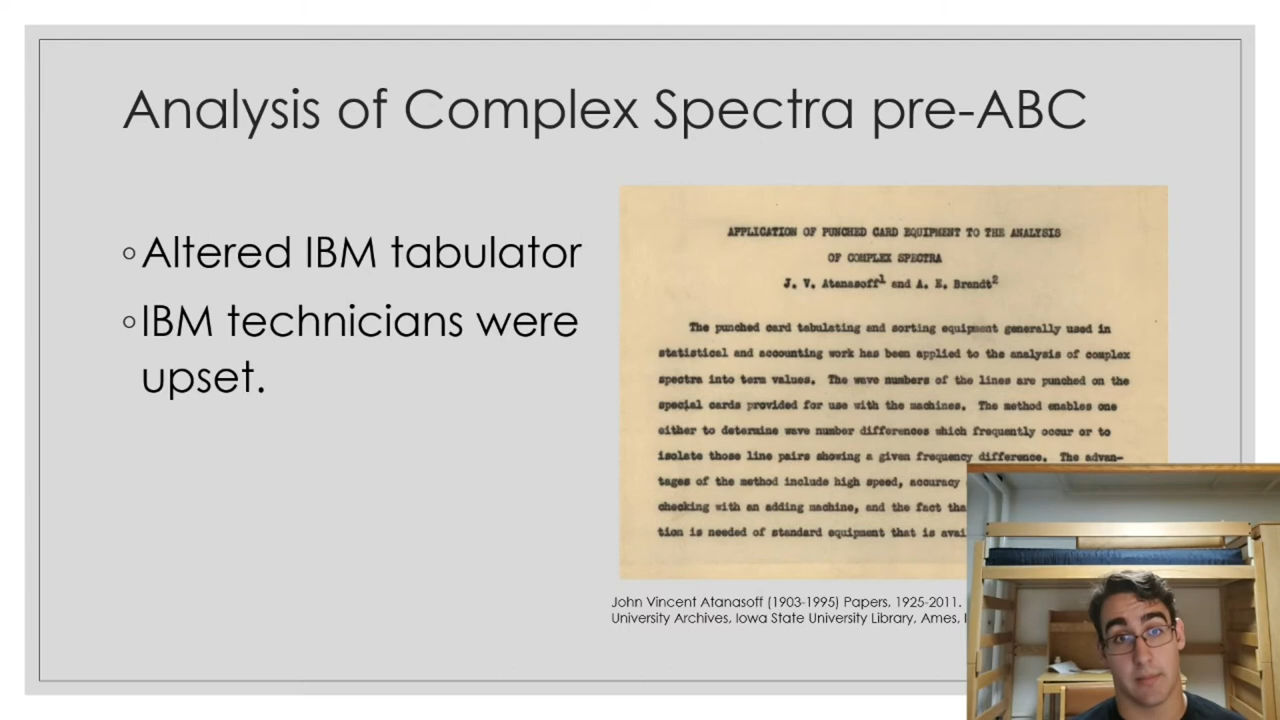 Analysis of Complex Spectra pre-ABC
◦Altered IBM tabulator
◦IBM technicians were
upset.
APPLICATION OF PUNCHED CARD EQUIPMENT TO THE ANALYSIS
OF COMPLEX SPECTRA
J. V. Atanasoff1 and A. E. Brandt2
The punched card tabulating and sorting equipment generally used in
statistical and accounting work has been applied to the analysis of complex
spectra into term values. The wave numbers of the lines are punched on the
special cards provided for use with the machines. The method enables one
either to determine wave number differences which frequently occur or to
isolate those line pairs showing a given frequency difference. The advan-
tages of the method include high speed, accuracy
checking with an adding machine, and the fact tha
tion is needed of standard equipment that is avai
John Vincent Atanasoff (1903-1995) Papers, 1925-2011.
University Archives, Iowa State University Library, Ames,